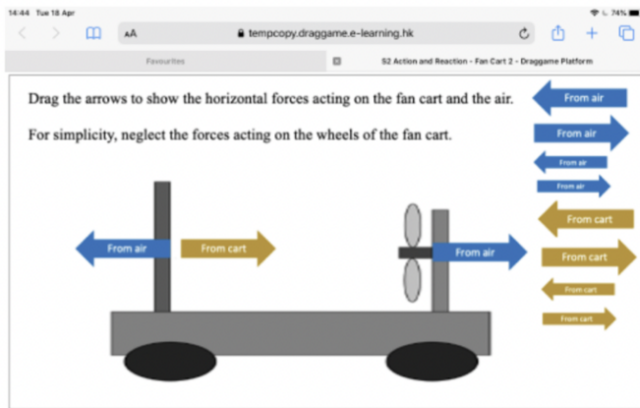 14:44 Tue 18 Apr
74%
AA
tempcopy.draggame.e-learning.hk
Favourites
S2 Action and Reaction - Fan Cart 2 - Draggame Platform
Drag the arrows to show the horizontal forces acting on the fan cart and the air.
For simplicity, neglect the forces acting on the wheels of the fan cart.
From air
From air
From air
From air
From cart
From cart
From cart
From cart
From air
From cart
From air